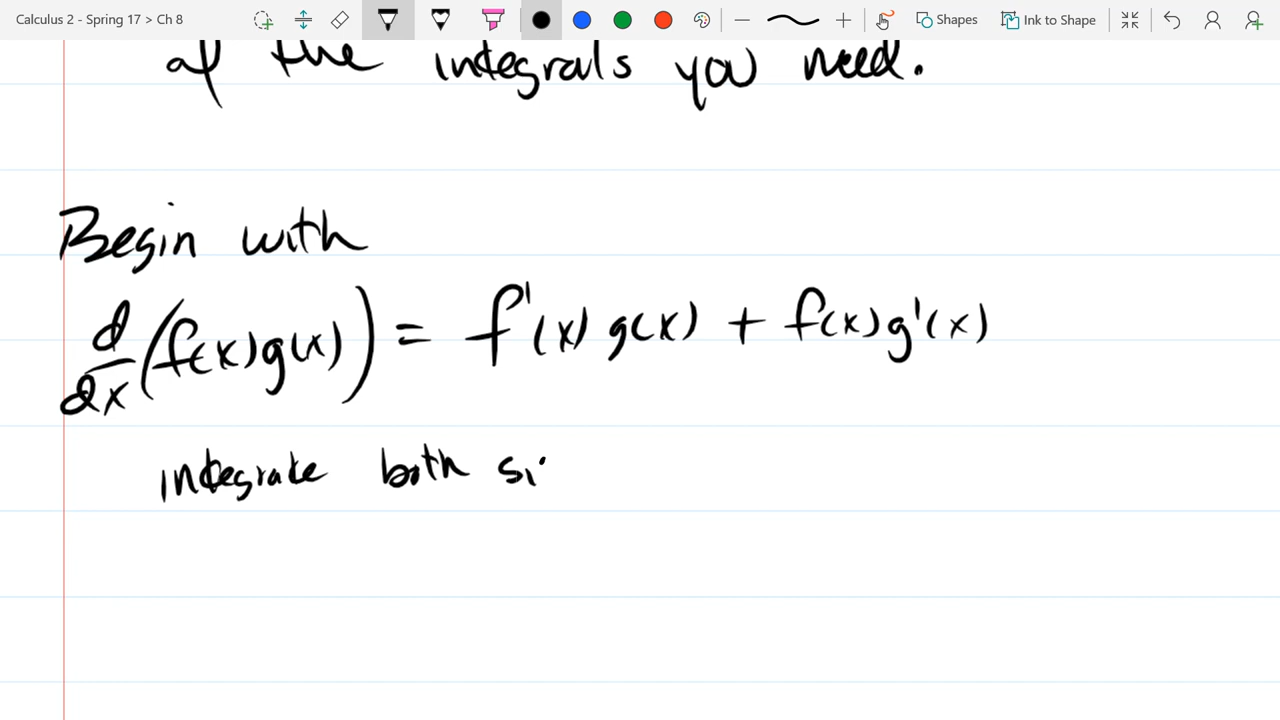 Calculus 2 - Spring 17 > Ch 8 Shapes Ink to Shape
of the integrals you need.
Begin with
d/dx (f(x)g(x)) = f'(x) g(x) + f(x)g'(x)
integrate both si